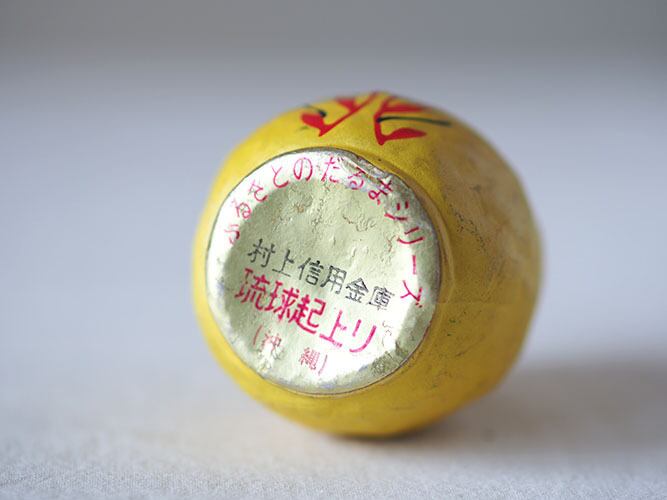 ふるさとのだるまシリーズ
村上信用金庫
琉球起上り
(沖縄)